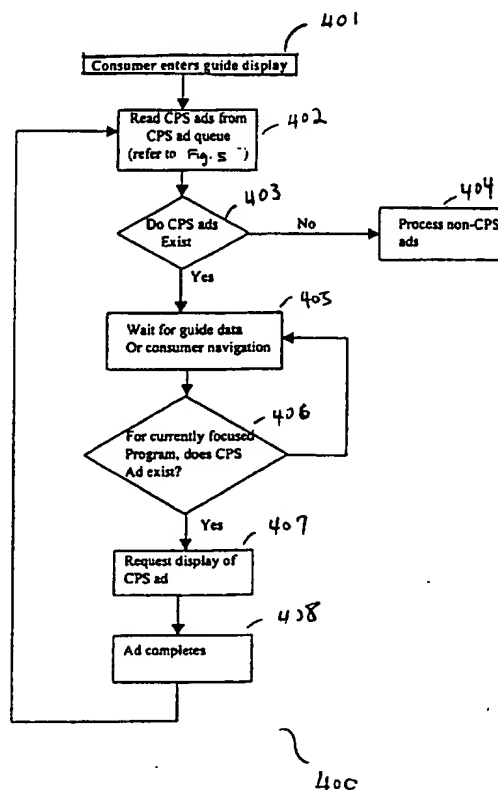 401
Consumer enters guide display
Read CPS ads from
CPS ad queue
(refer to Fig. 5 )
402
403
Do CPS ads
Exist
No
404
Process non-CPS
ads
Yes
405
Wait for guide data
Or consumer navigation
406
For currently focused
Program, does CPS
Ad exist?
Yes
407
Request display of
CPS ad
408
Ad completes
400